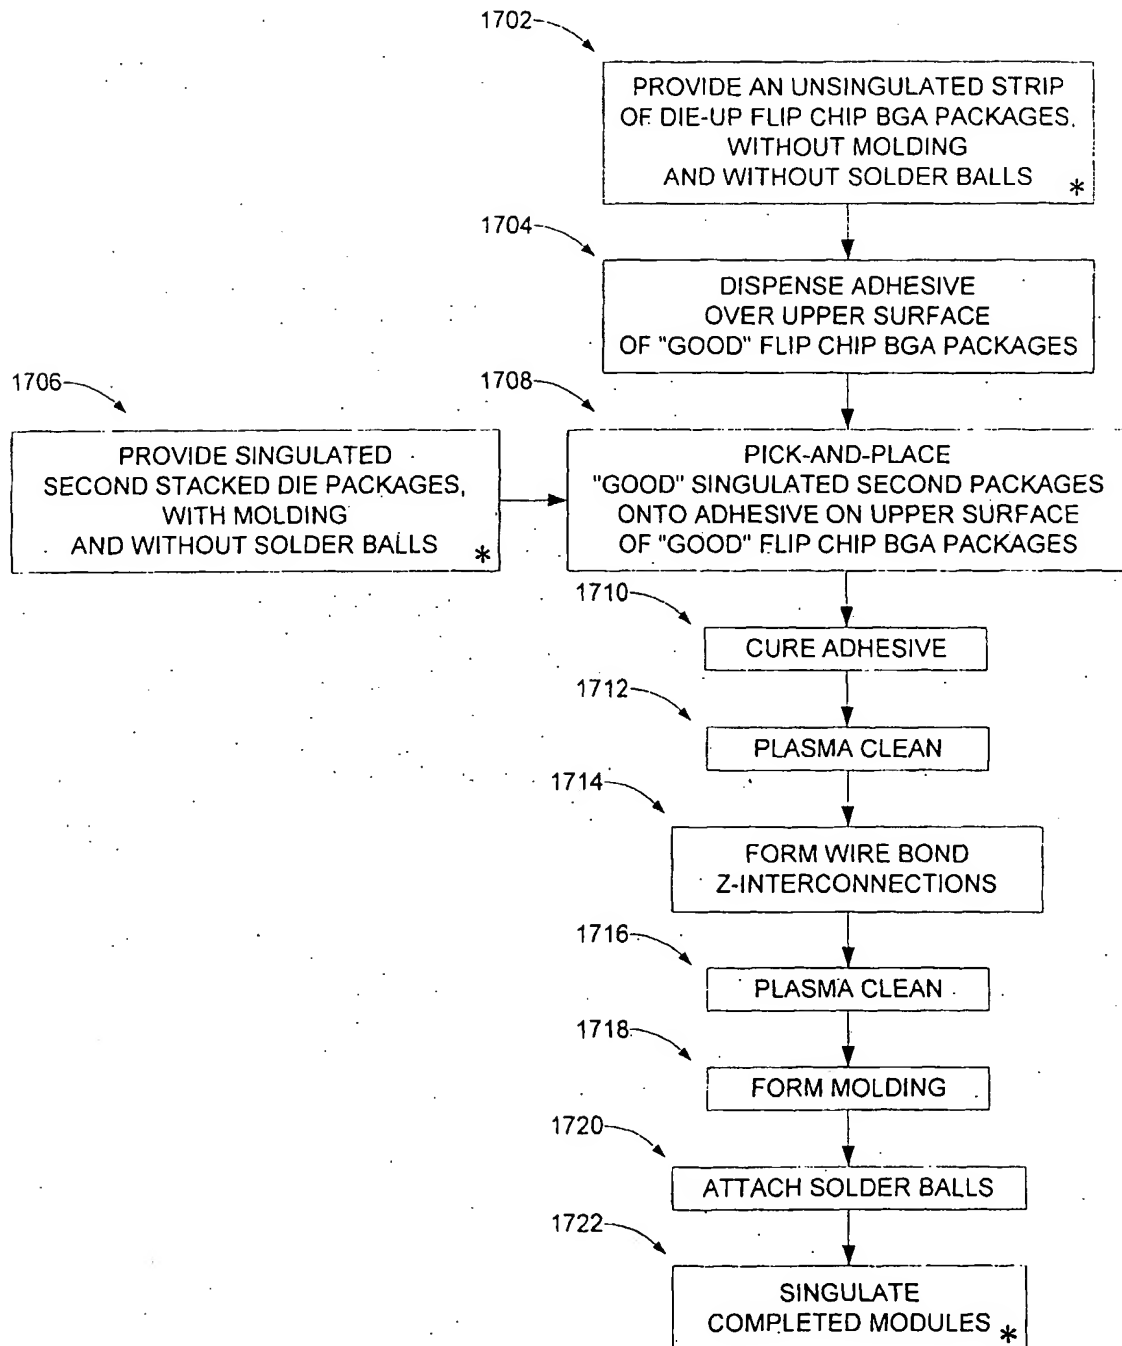 1702
PROVIDE AN UNSINGULATED STRIP
OF DIE-UP FLIP CHIP BGA PACKAGES,
WITHOUT MOLDING
AND WITHOUT SOLDER BALLS *
1704
DISPENSE ADHESIVE
OVER UPPER SURFACE
OF "GOOD" FLIP CHIP BGA PACKAGES
1706
PROVIDE SINGULATED
SECOND STACKED DIE PACKAGES,
WITH MOLDING
AND WITHOUT SOLDER BALLS *
1708
PICK-AND-PLACE
"GOOD" SINGULATED SECOND PACKAGES
ONTO ADHESIVE ON UPPER SURFACE
OF "GOOD" FLIP CHIP BGA PACKAGES
1710
CURE ADHESIVE
1712
PLASMA CLEAN
1714
FORM WIRE BOND
Z-INTERCONNECTIONS
1716
PLASMA CLEAN
1718
FORM MOLDING
1720
ATTACH SOLDER BALLS
1722
SINGULATE
COMPLETED MODULES *